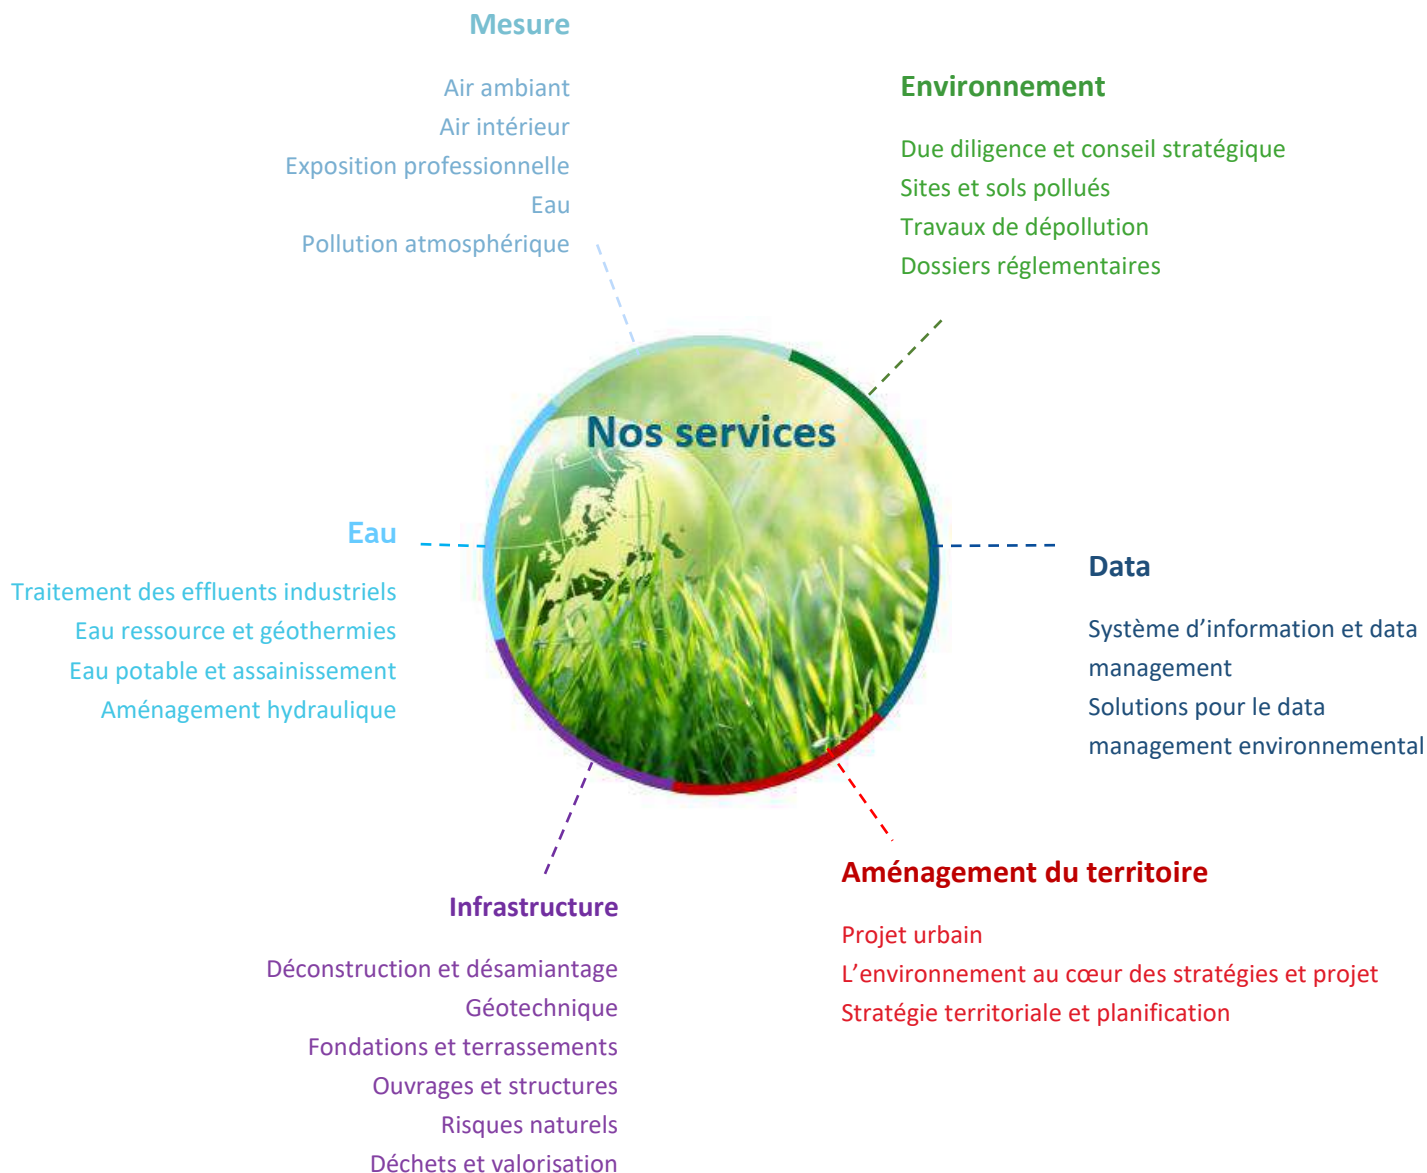 Mesure
Air ambiant
Air intérieur
Exposition professionnelle
Eau
Pollution atmosphérique
Environnement
Due diligence et conseil stratégique
Sites et sols pollués
Travaux de dépollution
Dossiers réglementaires
Nos services
Eau
Traitement des effluents industriels
Eau ressource et géothermies
Eau potable et assainissement
Aménagement hydraulique
Data
Système d’information et data
management
Solutions pour le data
management environnemental
Infrastructure
Déconstruction et désamiantage
Géotechnique
Fondations et terrassements
Ouvrages et structures
Risques naturels
Déchets et valorisation
Aménagement du territoire
Projet urbain
L’environnement au cœur des stratégies et projet
Stratégie territoriale et planification